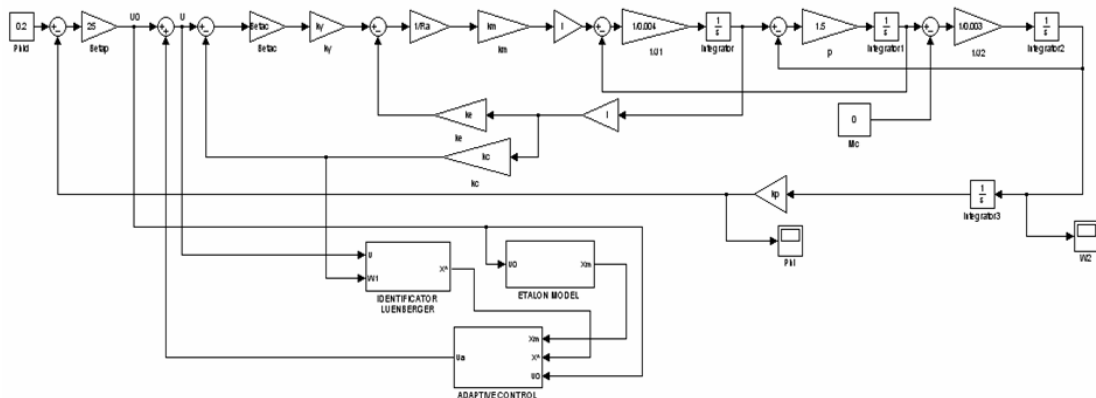 U0
U
0.2
Phid
25
Betap
Betac
Betac
ky
ky
1/Ra
km
km
I
1/0.004
1/J1
1
s
Integrator
1.5
p
1
s
Integrator1
1/0.003
1/J2
1
s
Integrator2
ke
ke
I
0
Mc
kc
kc
kp
1
s
Integrator3
Phi
W2
U
W1
X^
IDENTIFICATOR
LUENBERGER
U0
Xm
ETALON MODEL
Ua
Xm
X^
U0
ADAPTIVE CONTROL